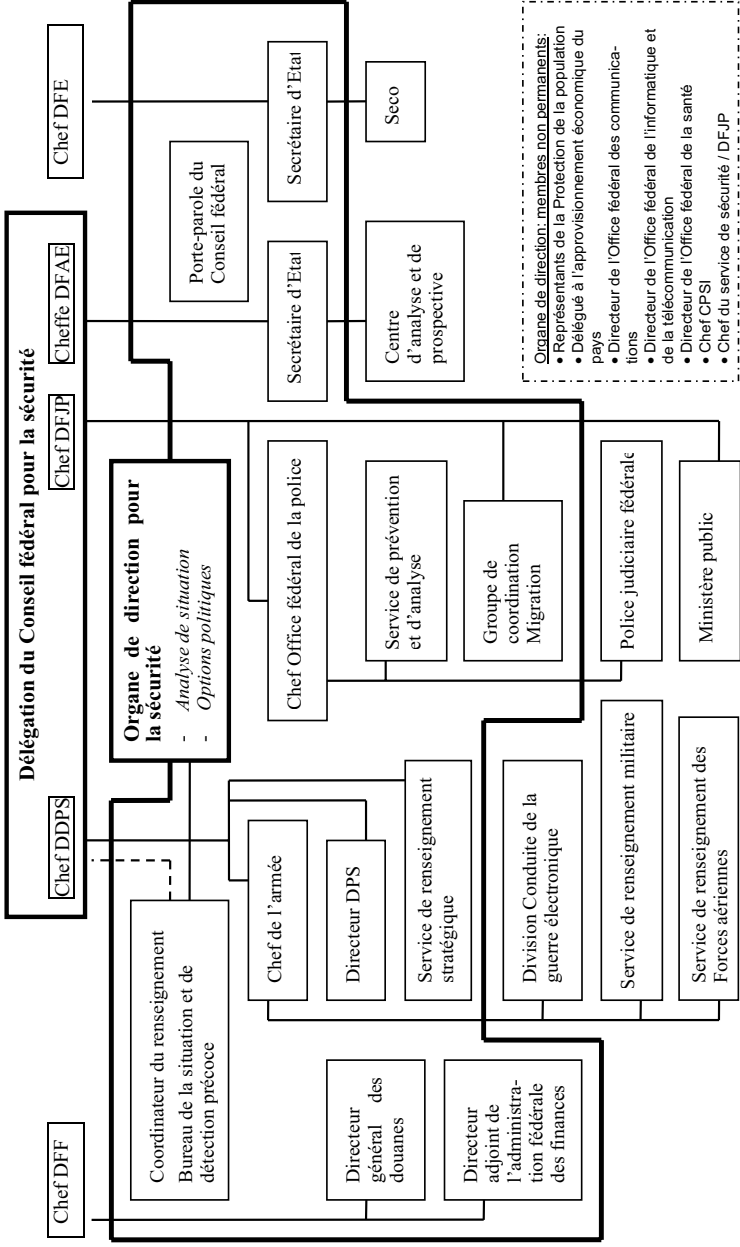 Délégation du Conseil fédéral pour la sécurité
Chef DFF
Chef DDPS
Chef DFJP
Cheffe DFAE
Chef DFE
Organe de direction pour
la sécurité
- Analyse de situation
- Options politiques
Coordinateur du renseignement
Bureau de la situation et de
détection précoce
Porte-parole du
Conseil fédéral
Chef de l’armée
Chef Office fédéral de la police
Secrétaire d’Etat
Secrétaire d’Etat
Directeur
général des
douanes
Directeur DPS
Service de prévention
et d’analyse
Centre
d’analyse et de
prospective
Seco
Directeur
adjoint de
l’administra-
tion fédérale
des finances
Service de renseignement
stratégique
Groupe de
coordination
Migration
Division Conduite de la
guerre électronique
Service de renseignement militaire
Police judiciaire fédérale
Service de renseignement des
Forces aériennes
Ministère public
Organe de direction: membres non permanents:
• Représentants de la Protection de la population
• Délégué à l’approvisionnement économique du
pays
• Directeur de l’Office fédéral des communica-
tions
• Directeur de l’Office fédéral de l’informatique et
de la télécommunication
• Directeur de l’Office fédéral de la santé
• Chef CPSI
• Chef du service de sécurité / DFJP